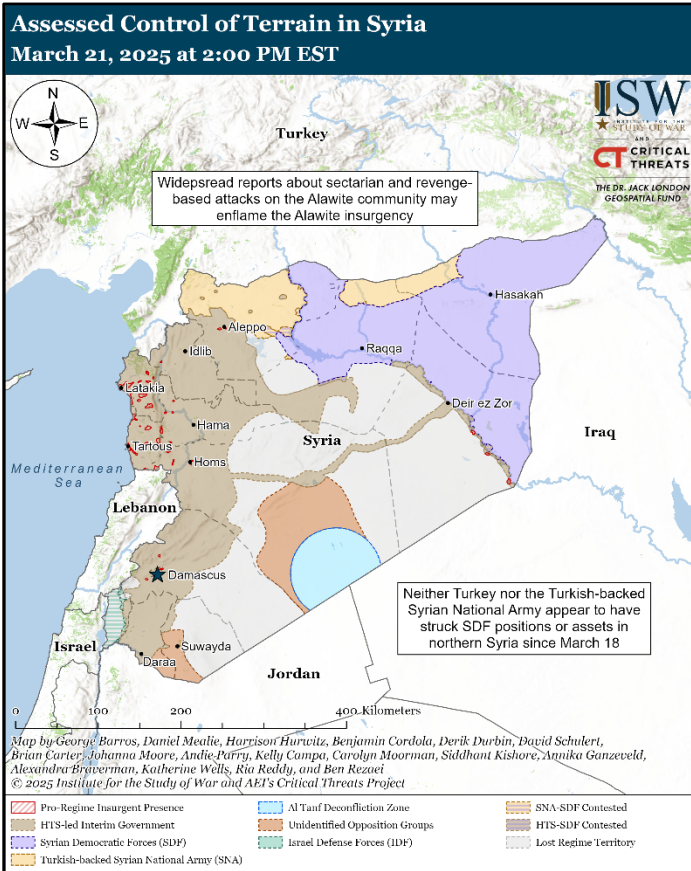 Assessed Control of Terrain in Syria
March 21, 2025 at 2:00 PM EST
N
W E
S
ISW
INSTITUTE FOR THE
STUDY OF WAR
AND
CT CRITICAL
THREATS
THE DR. JACK LONDON
GEOSPATIAL FUND
Turkey
Widepsread reports about sectarian and revenge-
based attacks on the Alawite community may
enflame the Alawite insurgency
Hasakah
Aleppo
Idlib
Raqqa
Latakia
Deir ez Zor
Hama
Syria
Iraq
Tartous
Homs
Mediterranean
Sea
Lebanon
Damascus
Neither Turkey nor the Turkish-backed
Syrian National Army appear to have
struck SDF positions or assets in
northern Syria since March 18
Israel
Suwayda
Daraa
Jordan
0 100 200 400 Kilometers
Map by George Barros, Daniel Mealie, Harrison Hurwitz, Benjamin Cordola, Derik Durbin, David Schulert,
Brian Carter, Johanna Moore, Andie Parry, Kelly Campa, Carolyn Moorman, Siddhant Kishore, Annika Ganzeveld,
Alexandra Braverman, Katherine Wells, Ria Reddy, and Ben Rezaei
© 2025 Institute for the Study of War and AEI's Critical Threats Project
Pro-Regime Insurgent Presence
HTS-led Interim Government
Syrian Democratic Forces (SDF)
Turkish-backed Syrian National Army (SNA)
Al Tanf Deconfliction Zone
Unidentified Opposition Groups
Israel Defense Forces (IDF)
SNA-SDF Contested
HTS-SDF Contested
Lost Regime Territory